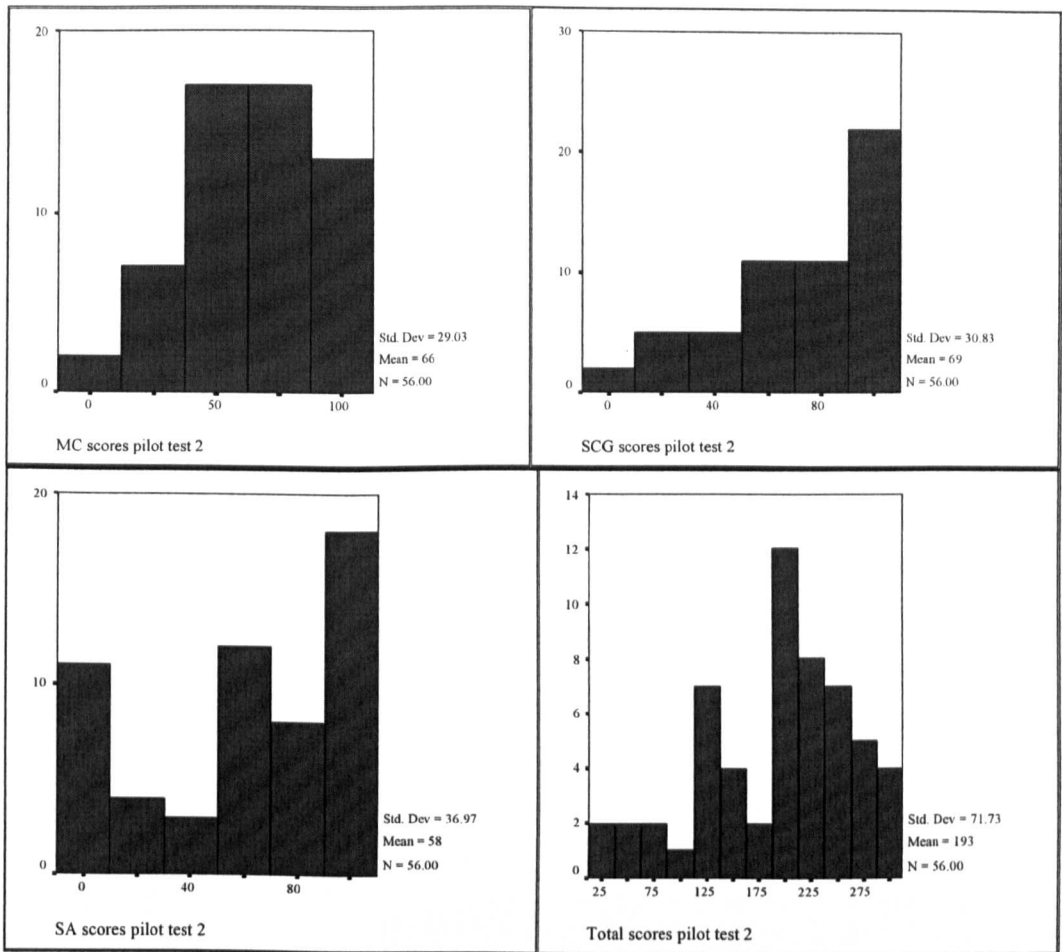 20
10
0
0 50 100
Std. Dev = 29.03
Mean = 66
N = 56.00
MC scores pilot test 2
30
20
10
0
0 40 80
Std. Dev = 30.83
Mean = 69
N = 56.00
SCG scores pilot test 2
20
10
0
0 40 80
Std. Dev = 36.97
Mean = 58
N = 56.00
SA scores pilot test 2
14
12
10
8
6
4
2
0
25 75 125 175 225 275
Std. Dev = 71.73
Mean = 193
N = 56.00
Total scores pilot test 2